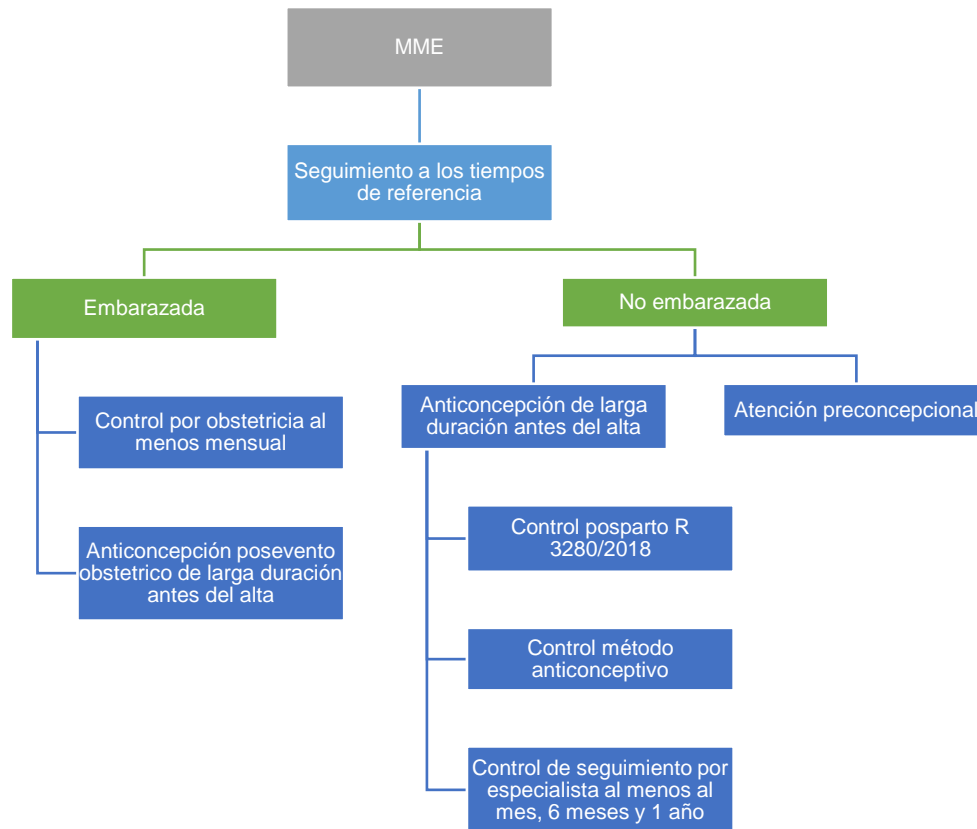 MME
Seguimiento a los tiempos
de referencia
Embarazada
No embarazada
Control por obstetricia al
menos mensual
Anticoncepción posevento
obstetrico de larga duración
antes del alta
Anticoncepción de larga
duración antes del alta
Atención preconcepcional
Control posparto R
3280/2018
Control método
anticonceptivo
Control de seguimiento por
especialista al menos al
mes, 6 meses y 1 año